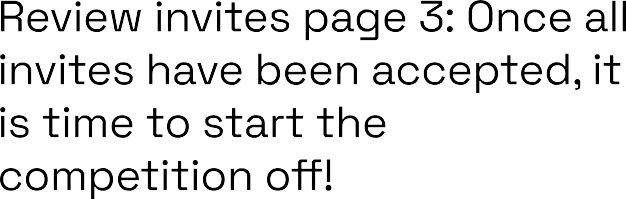 Review invites page 3: Once all
invites have been accepted, it
is time to start the
competition off!